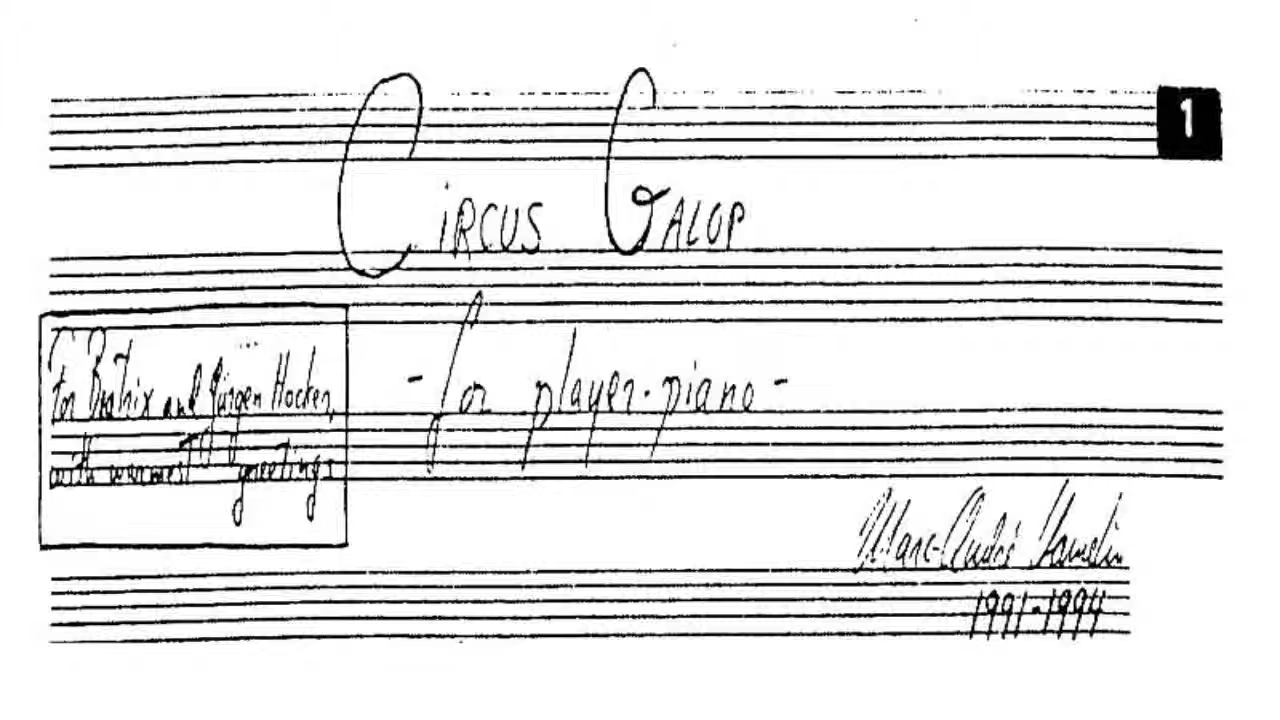 1
CIRCUS GALOP
for Beatrix and Jürgen Hocker,
with warmest greetings
- for player-piano -
Marc-André Hamelin
1991-1994